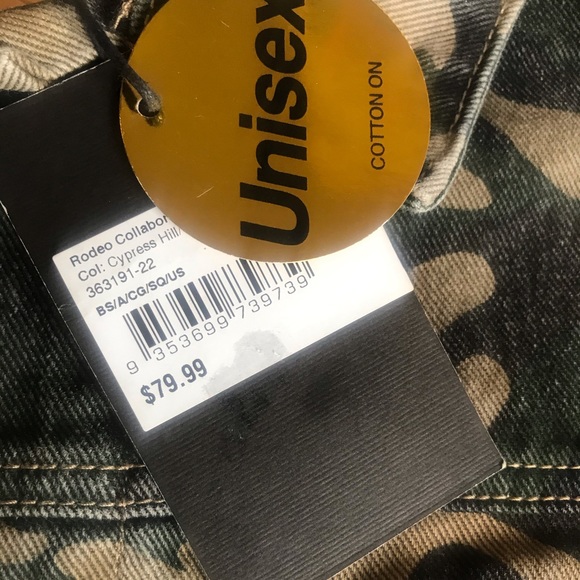 Unisex
COTTON ON
Rodeo Collabor
Col: Cypress Hill/
363191-22
BS/A/CG/SQ/US
9 353699 739739
$79.99